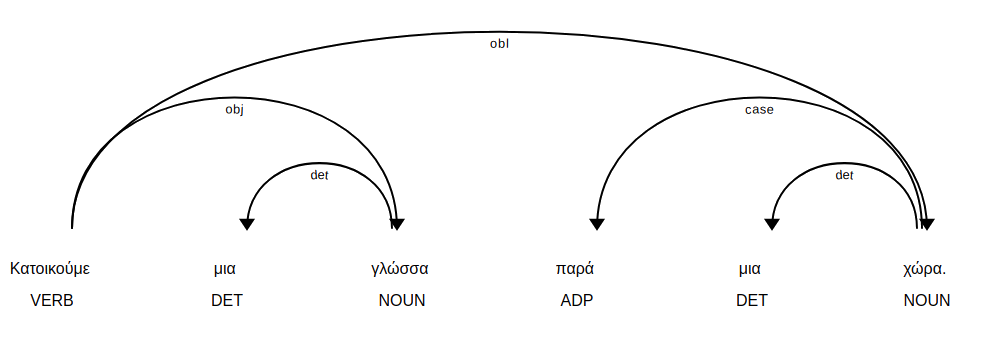 obl
obj case
det det
Κατοικούμε μια γλώσσα παρά μια χώρα.
VERB DET NOUN ADP DET NOUN